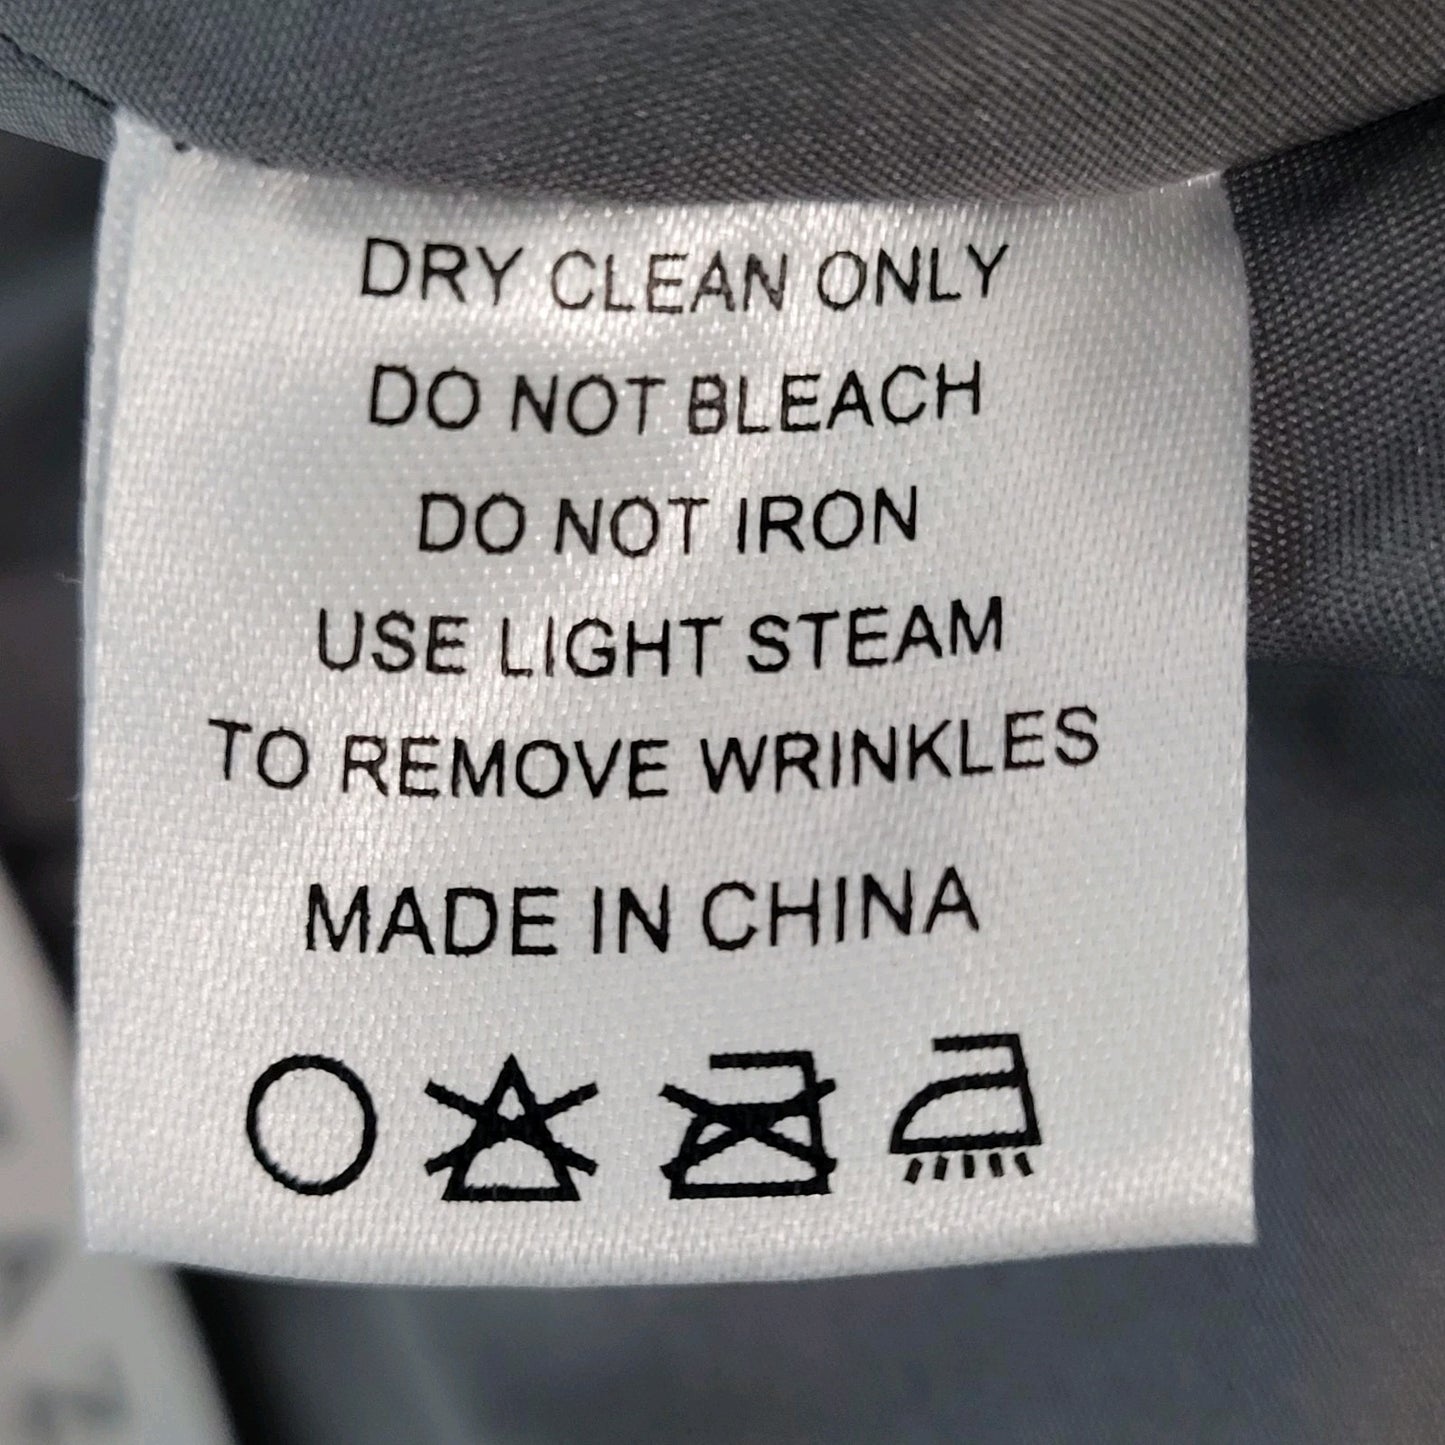 DRY CLEAN ONLY
DO NOT BLEACH
DO NOT IRON
USE LIGHT STEAM
TO REMOVE WRINKLES
MADE IN CHINA